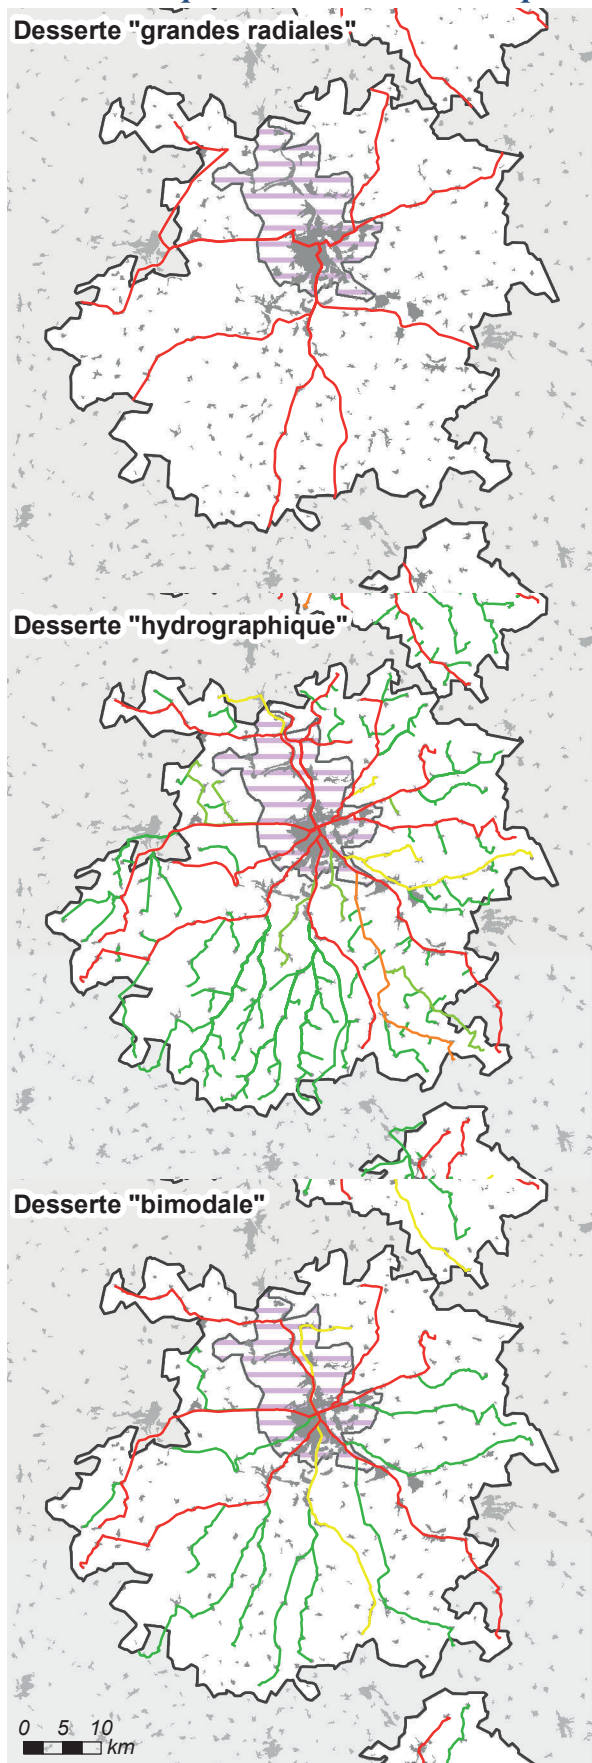 Desserte "grandes radiales"
Desserte "hydrographique"
Desserte "bimodale"
0 5 10
km